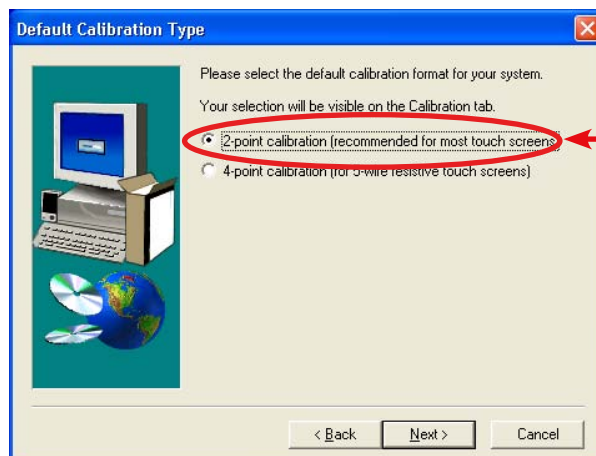 Default Calibration Type
Please select the default calibration format for your system.
Your selection will be visible on the Calibration tab.
2-point calibration (recommended for most touch screens)
4-point calibration (for 5-wire resistive touch screens)
< Back
Next >
Cancel